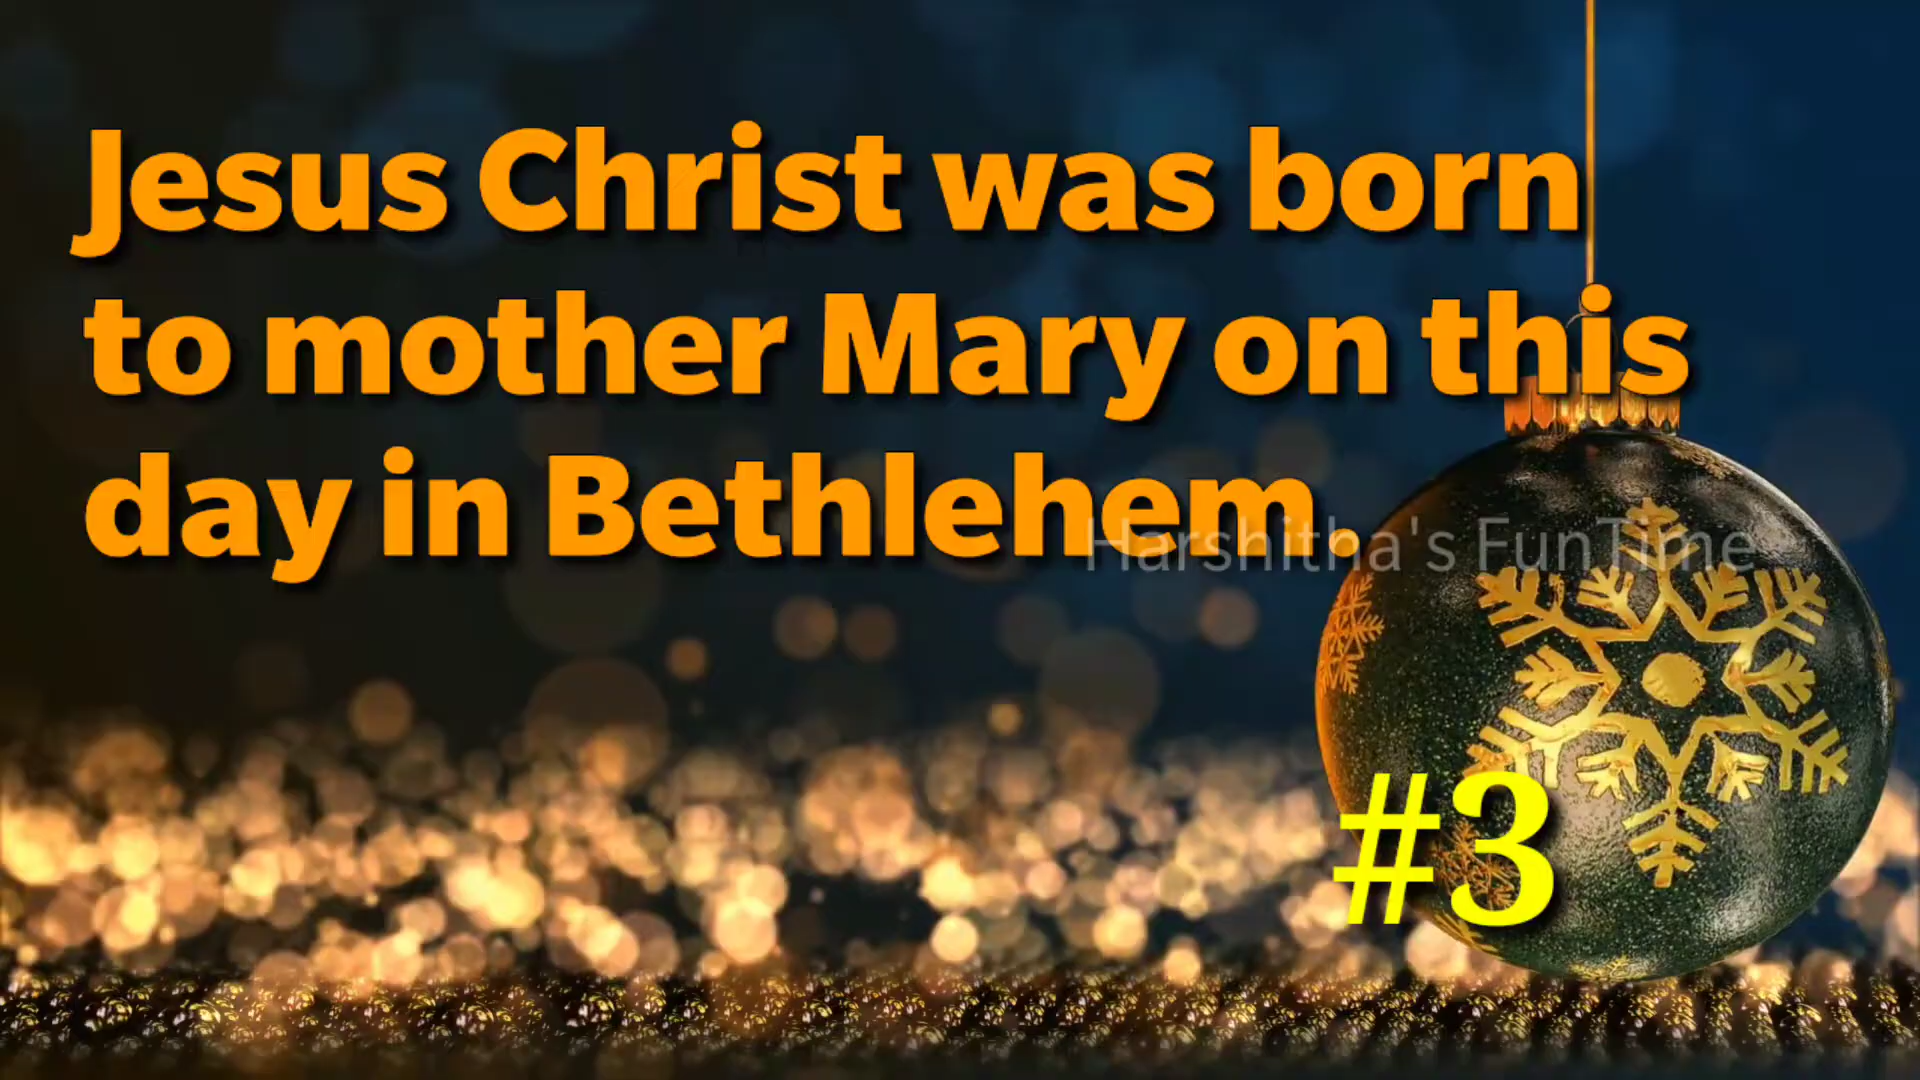 Jesus Christ was born
to mother Mary on this
day in Bethlehem.
Harshitha's FunTime
#3